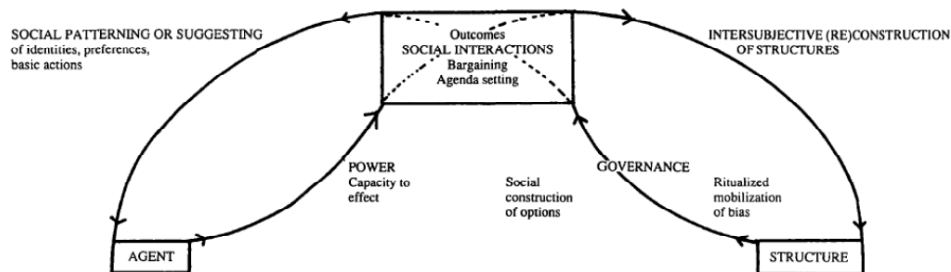 SOCIAL PATTERNING OR SUGGESTING
of identities, preferences,
basic actions
Outcomes
SOCIAL INTERACTIONS
Bargaining
Agenda setting
INTERSUBJECTIVE (RE)CONSTRUCTION
OF STRUCTURES
POWER
Capacity to
effect
Social
construction
of options
GOVERNANCE
Ritualized
mobilization
of bias
AGENT
STRUCTURE